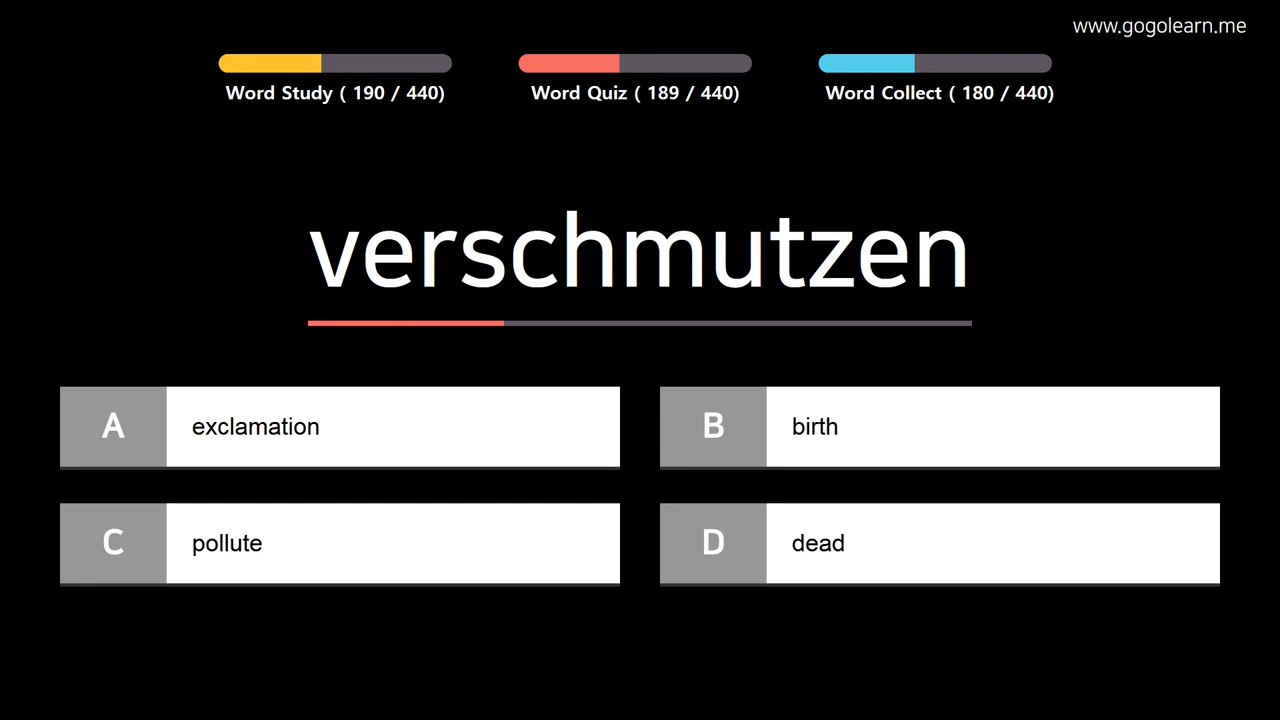 www.gogolearn.me
Word Study ( 190 / 440)
Word Quiz ( 189 / 440)
Word Collect ( 180 / 440)
verschmutzen
A exclamation
B birth
C pollute
D dead